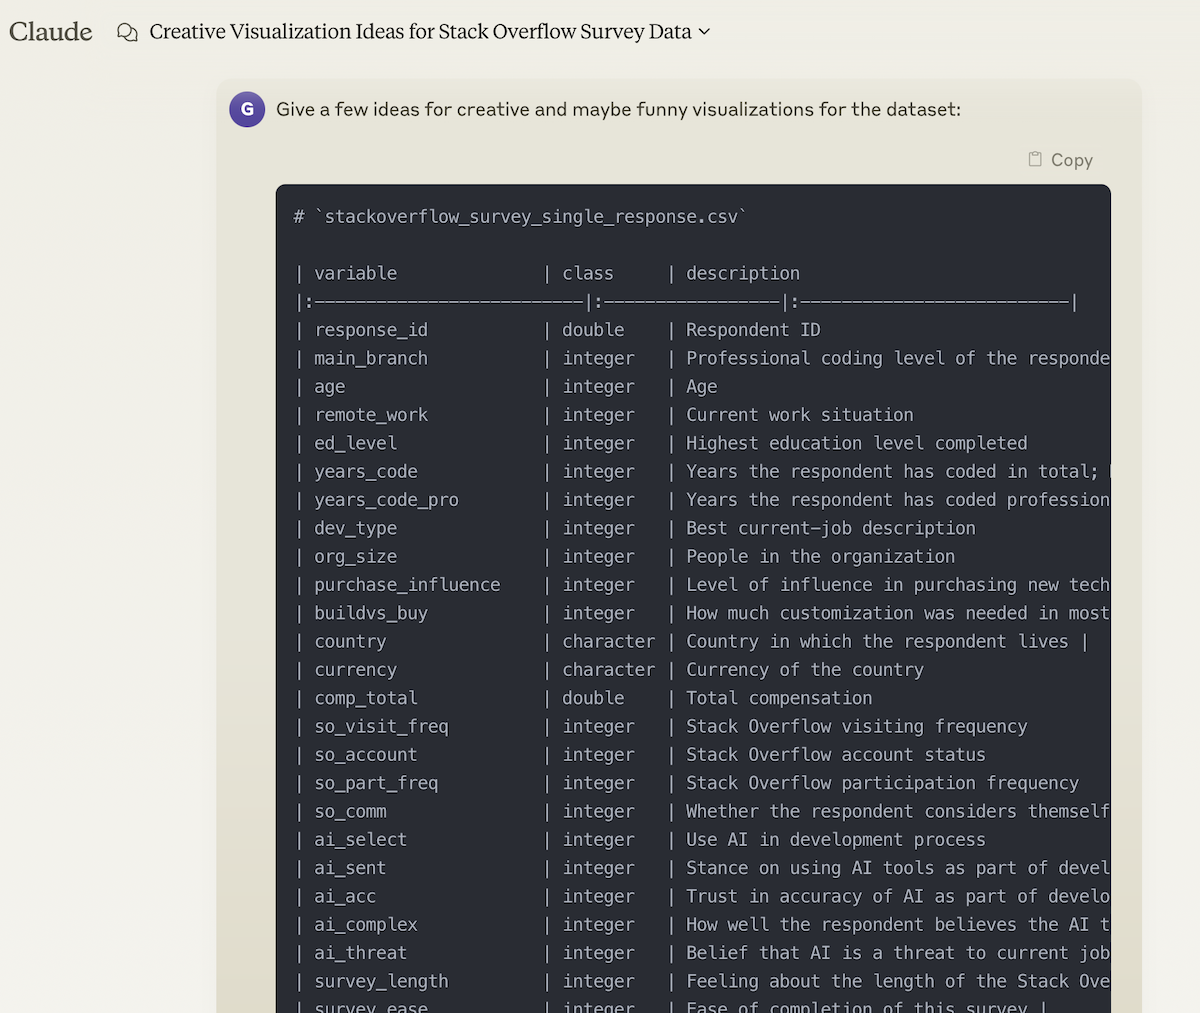 Claude
Creative Visualization Ideas for Stack Overflow Survey Data
G
Give a few ideas for creative and maybe funny visualizations for the dataset:
Copy
# `stackoverflow_survey_single_response.csv`
| variable | class | description
|:--------------------------|:-----------------|:--------------------------|
| response_id | double | Respondent ID
| main_branch | integer | Professional coding level of the responde
| age | integer | Age
| remote_work | integer | Current work situation
| ed_level | integer | Highest education level completed
| years_code | integer | Years the respondent has coded in total;
| years_code_pro | integer | Years the respondent has coded profession
| dev_type | integer | Best current-job description
| org_size | integer | People in the organization
| purchase_influence | integer | Level of influence in purchasing new tech
| buildvs_buy | integer | How much customization was needed in most
| country | character | Country in which the respondent lives |
| currency | character | Currency of the country
| comp_total | double | Total compensation
| so_visit_freq | integer | Stack Overflow visiting frequency
| so_account | integer | Stack Overflow account status
| so_part_freq | integer | Stack Overflow participation frequency
| so_comm | integer | Whether the respondent considers themself
| ai_select | integer | Use AI in development process
| ai_sent | integer | Stance on using AI tools as part of devel
| ai_acc | integer | Trust in accuracy of AI as part of develo
| ai_complex | integer | How well the respondent believes the AI t
| ai_threat | integer | Belief that AI is a threat to current job
| survey_length | integer | Feeling about the length of the Stack Ove
| survey_ease | integer | Ease of completion of this survey |